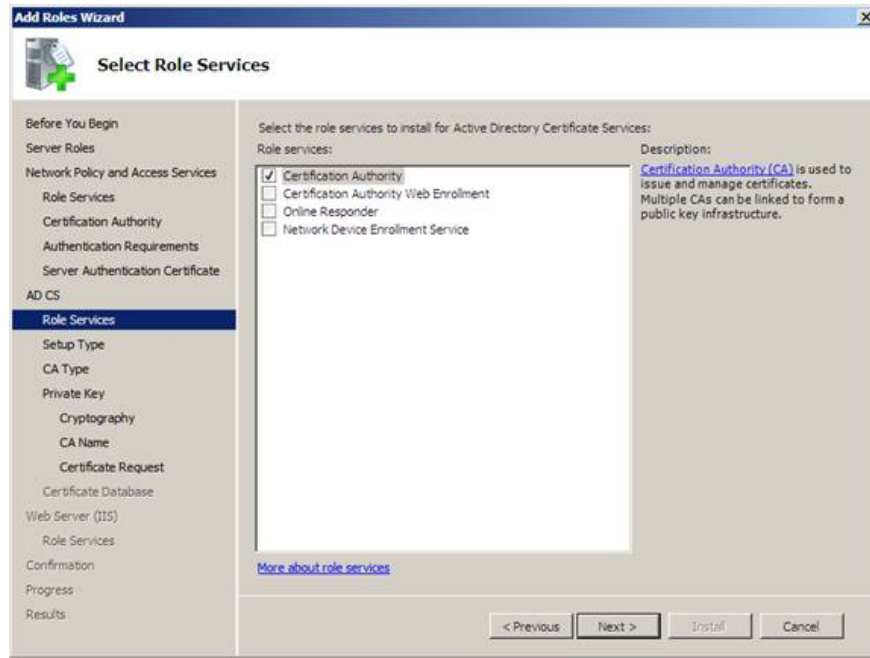 Add Roles Wizard
Select Role Services
Before You Begin
Server Roles
Network Policy and Access Services
Role Services
Certification Authority
Authentication Requirements
Server Authentication Certificate
AD CS
Role Services
Setup Type
CA Type
Private Key
Cryptography
CA Name
Certificate Request
Certificate Database
Web Server (IIS)
Role Services
Confirmation
Progress
Results
Select the role services to install for Active Directory Certificate Services:
Role services:
Certification Authority
Certification Authority Web Enrollment
Online Responder
Network Device Enrollment Service
More about role services
Description:
Certification Authority (CA) is used to
issue and manage certificates.
Multiple CAs can be linked to form a
public key infrastructure.
< Previous
Next >
Install
Cancel